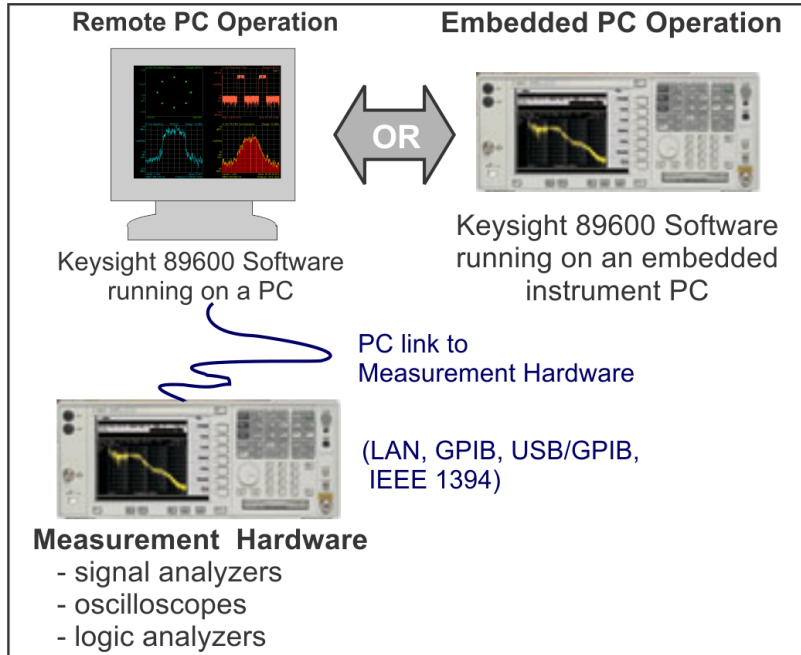 Remote PC Operation
Embedded PC Operation
OR
Keysight 89600 Software
running on a PC
Keysight 89600 Software
running on an embedded
instrument PC
PC link to
Measurement Hardware
(LAN, GPIB, USB/GPIB,
IEEE 1394)
Measurement Hardware
- signal analyzers
- oscilloscopes
- logic analyzers